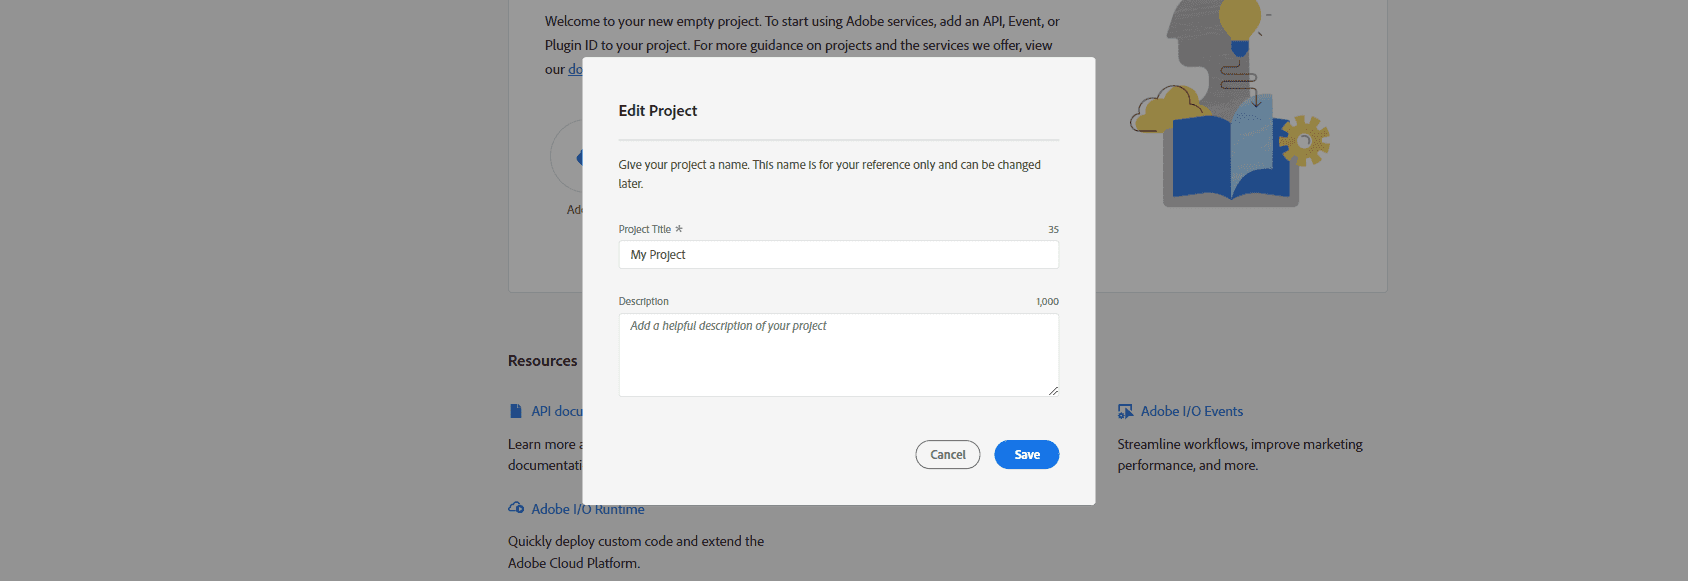 Welcome to your new empty project. To start using Adobe services, add an API, Event, or
Plugin ID to your project. For more guidance on projects and the services we offer, view
our do
Edit Project
Give your project a name. This name is for your reference only and can be changed
later.
Ad
Project Title * 35
My Project
Description 1,000
Add a helpful description of your project
Resources
API docu
Adobe I/O Events
Learn more a
documentati
Streamline workflows, improve marketing
performance, and more.
Cancel Save
Adobe I/O Runtime
Quickly deploy custom code and extend the
Adobe Cloud Platform.